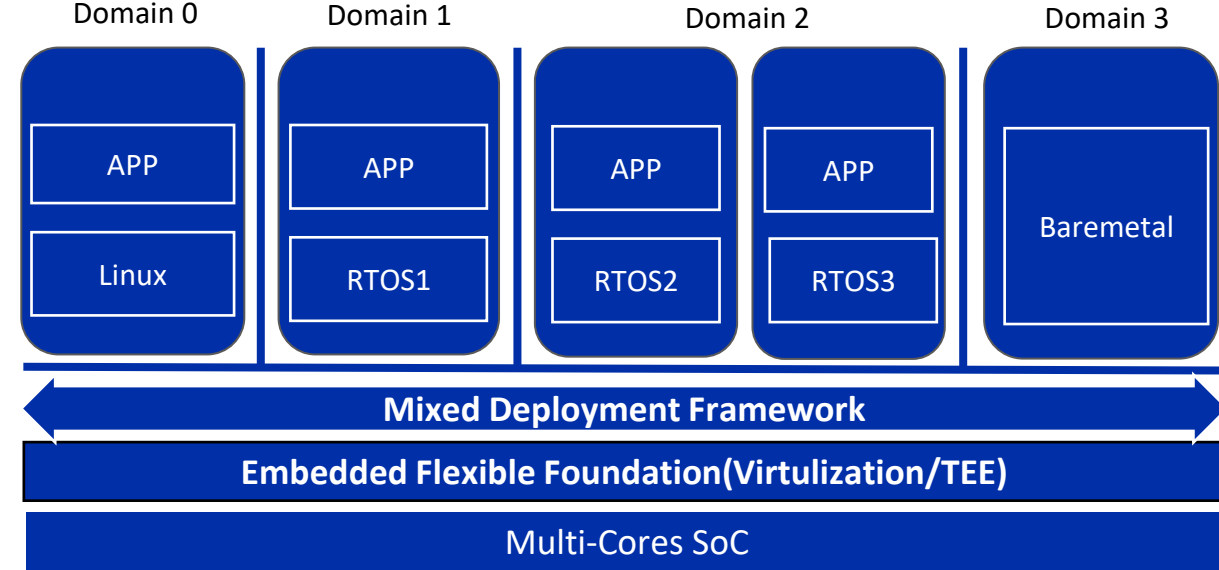 Domain 0
Domain 1
Domain 2
Domain 3
APP
APP
APP
APP
Baremetal
Linux
RTOS1
RTOS2
RTOS3
Mixed Deployment Framework
Embedded Flexible Foundation(Virtulization/TEE)
Multi-Cores SoC